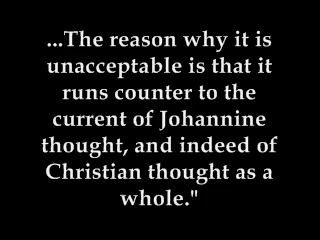 ...The reason why it is
unacceptable is that it
runs counter to the
current of Johannine
thought, and indeed of
Christian thought as a
whole."